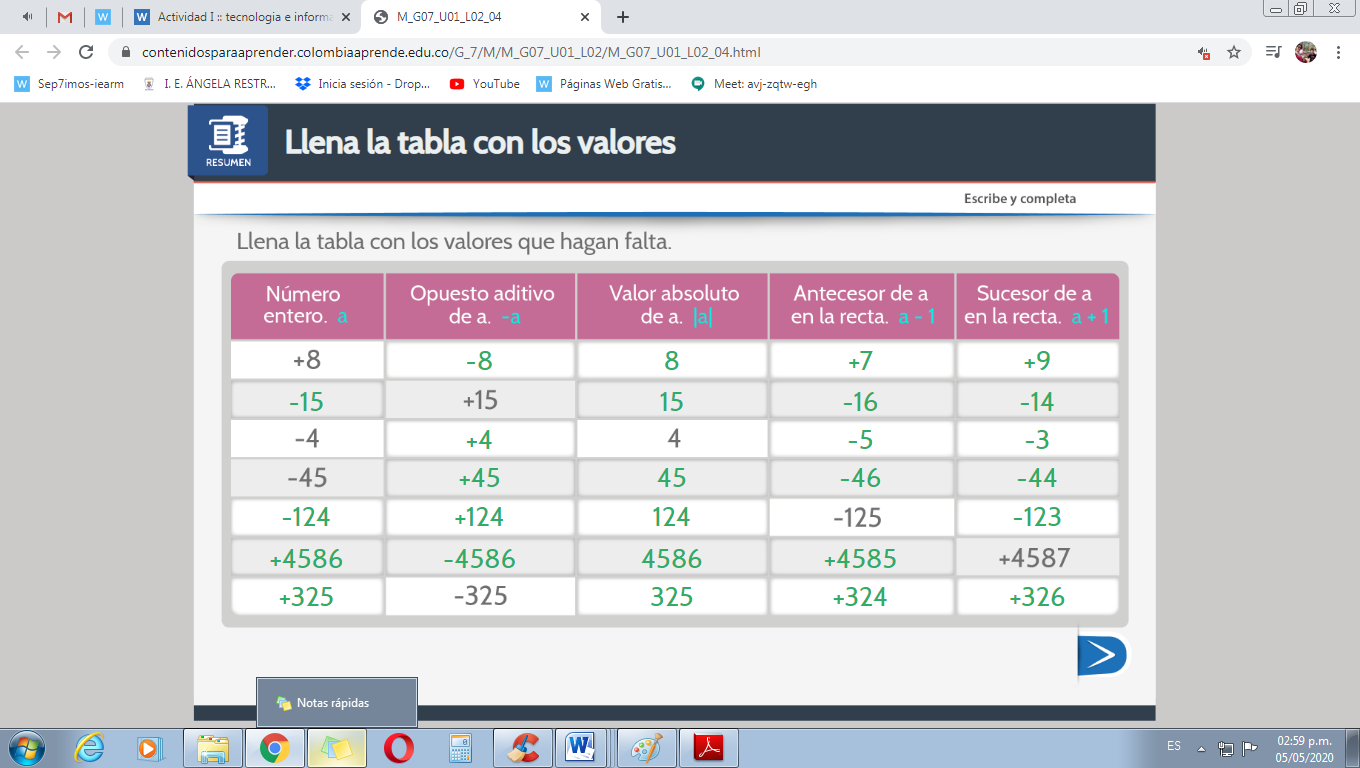 Actividad I :: tecnologia e informa
M_G07_U01_L02_04
contenidosparaaprender.colombiaaprende.edu.co/G_7/M/M_G07_U01_L02/M_G07_U01_L02_04.html
Sep7imos-iearm
I. E. ÁNGELA RESTR...
Inicia sesión - Drop...
YouTube
Páginas Web Gratis...
Meet: avj-zqtw-egh
RESUMEN
Llena la tabla con los valores
Escribe y completa
Llena la tabla con los valores que hagan falta.
Número entero. a
Opuesto aditivo de a. -a
Valor absoluto de a. |a|
Antecesor de a en la recta. a - 1
Sucesor de a en la recta. a + 1
+8 -8 8 +7 +9
-15 +15 15 -16 -14
-4 +4 4 -5 -3
-45 +45 45 -46 -44
-124 +124 124 -125 -123
+4586 -4586 4586 +4585 +4587
+325 -325 325 +324 +326
Notas rápidas
ES
02:59 p.m.
05/05/2020